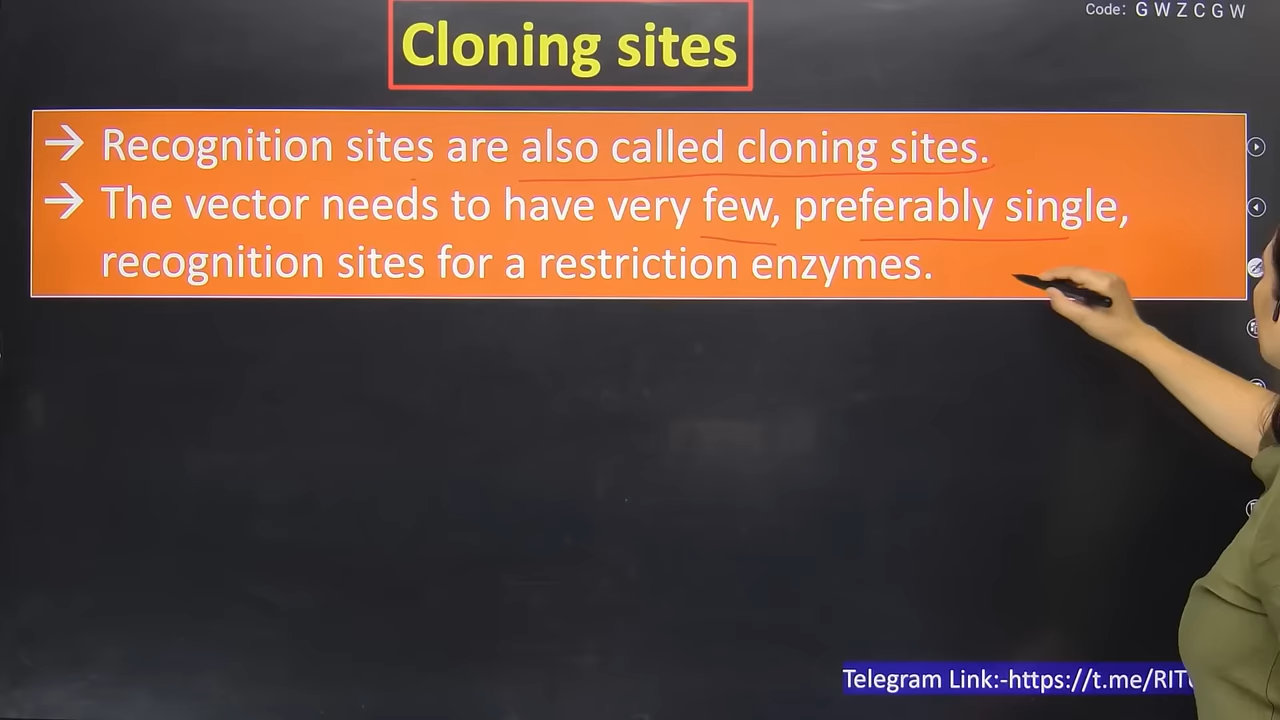 Code: G W Z C G W
Cloning sites
→ Recognition sites are also called cloning sites.
→ The vector needs to have very few, preferably single,
recognition sites for a restriction enzymes.
Telegram Link:-https://t.me/RIT